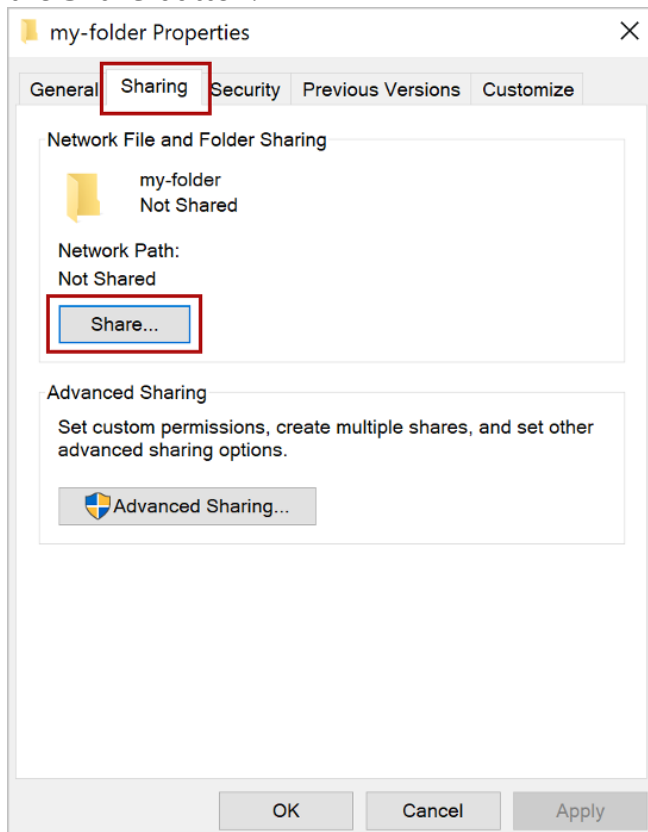 my-folder Properties
General Sharing Security Previous Versions Customize
Network File and Folder Sharing
my-folder
Not Shared
Network Path:
Not Shared
Share...
Advanced Sharing
Set custom permissions, create multiple shares, and set other
advanced sharing options.
Advanced Sharing...
OK Cancel Apply